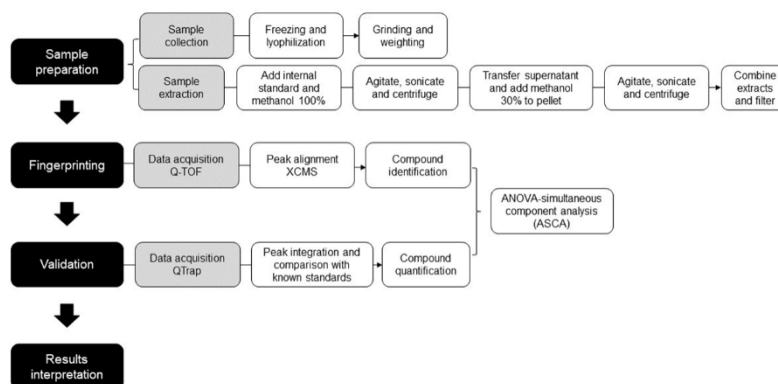 Sample
preparation
Sample
collection
Freezing and
lyophilization
Grinding and
weighting
Sample
extraction
Add internal
standard and
methanol 100%
Agitate, sonicate
and centrifuge
Transfer supernatant
and add methanol
30% to pellet
Agitate, sonicate
and centrifuge
Combine
extracts
and filter
Fingerprinting
Data acquisition
Q-TOF
Peak alignment
XCMS
Compound
identification
ANOVA-simultaneous
component analysis
(ASCA)
Validation
Data acquisition
QTrap
Peak integration and
comparison with
known standards
Compound
quantification
Results
interpretation